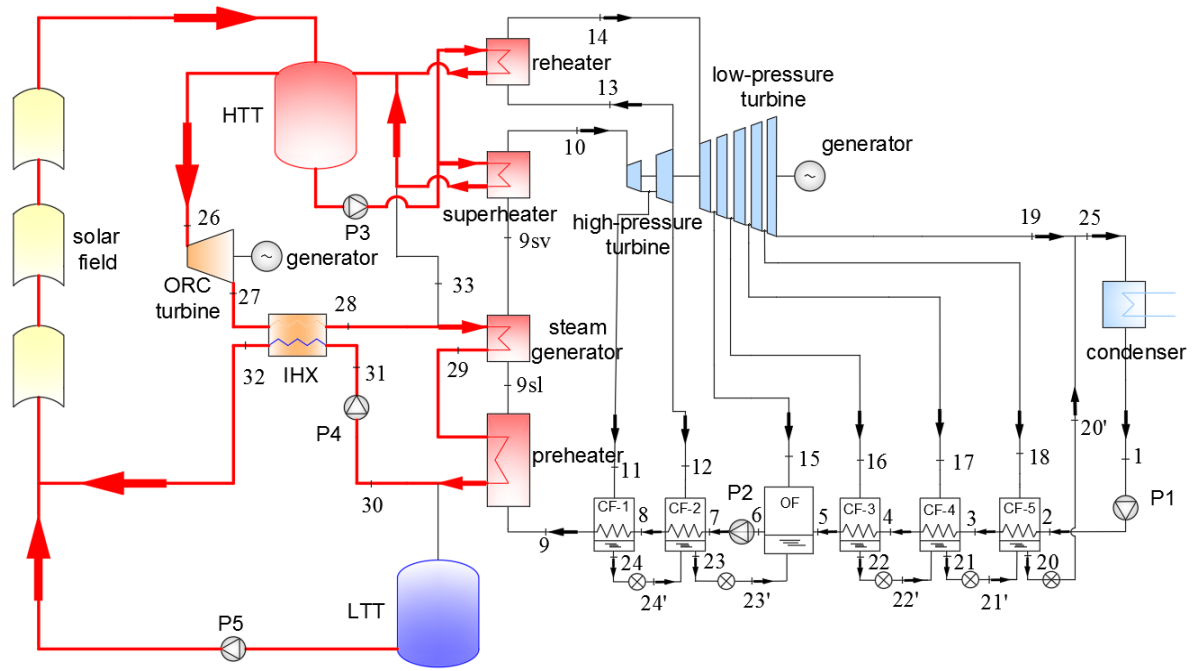 14
reheater
low-pressure
turbine
HTT
13
10
generator
~
superheater
P3
high-pressure
turbine
9sv
19
25
26
solar
field
generator
~
ORC
turbine
27
33
28
steam
generator
condenser
32
IHX
31
29
9sl
P4
20'
preheater
11
12
15
16
17
18
1
30
P2
P1
CF-1
CF-2
OF
CF-3
CF-4
CF-5
9
8
7
6
5
4
3
2
24
23
22
21
20
24'
23'
22'
21'
LTT
P5